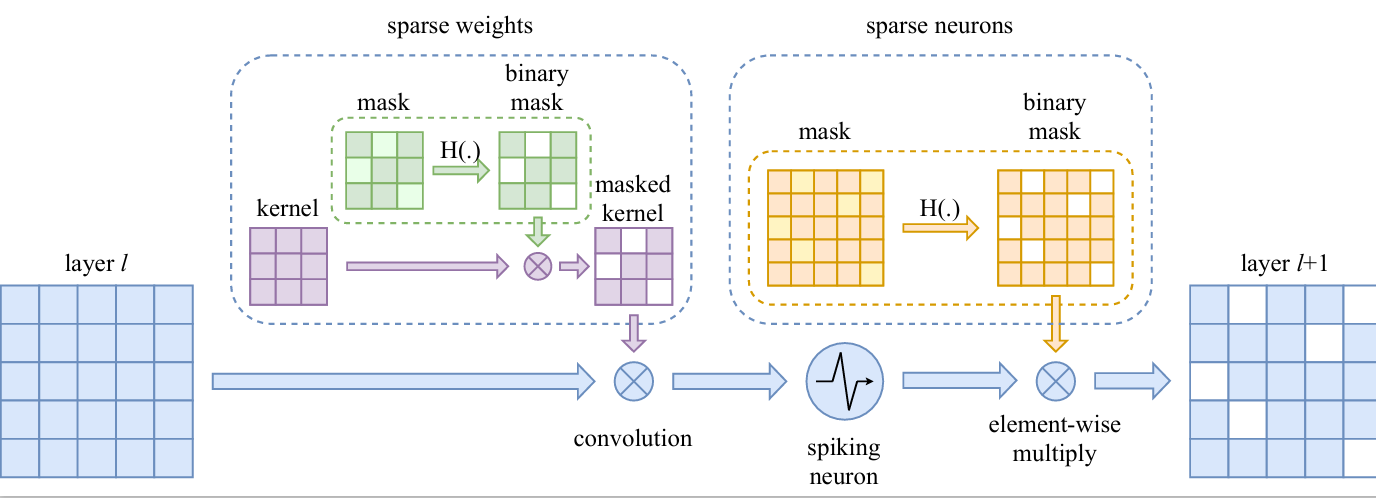 sparse weights
sparse neurons
binary
mask
mask
H(.)
masked
kernel
kernel
binary
mask
mask
H(.)
layer l
layer l+1
convolution
spiking
neuron
element-wise
multiply